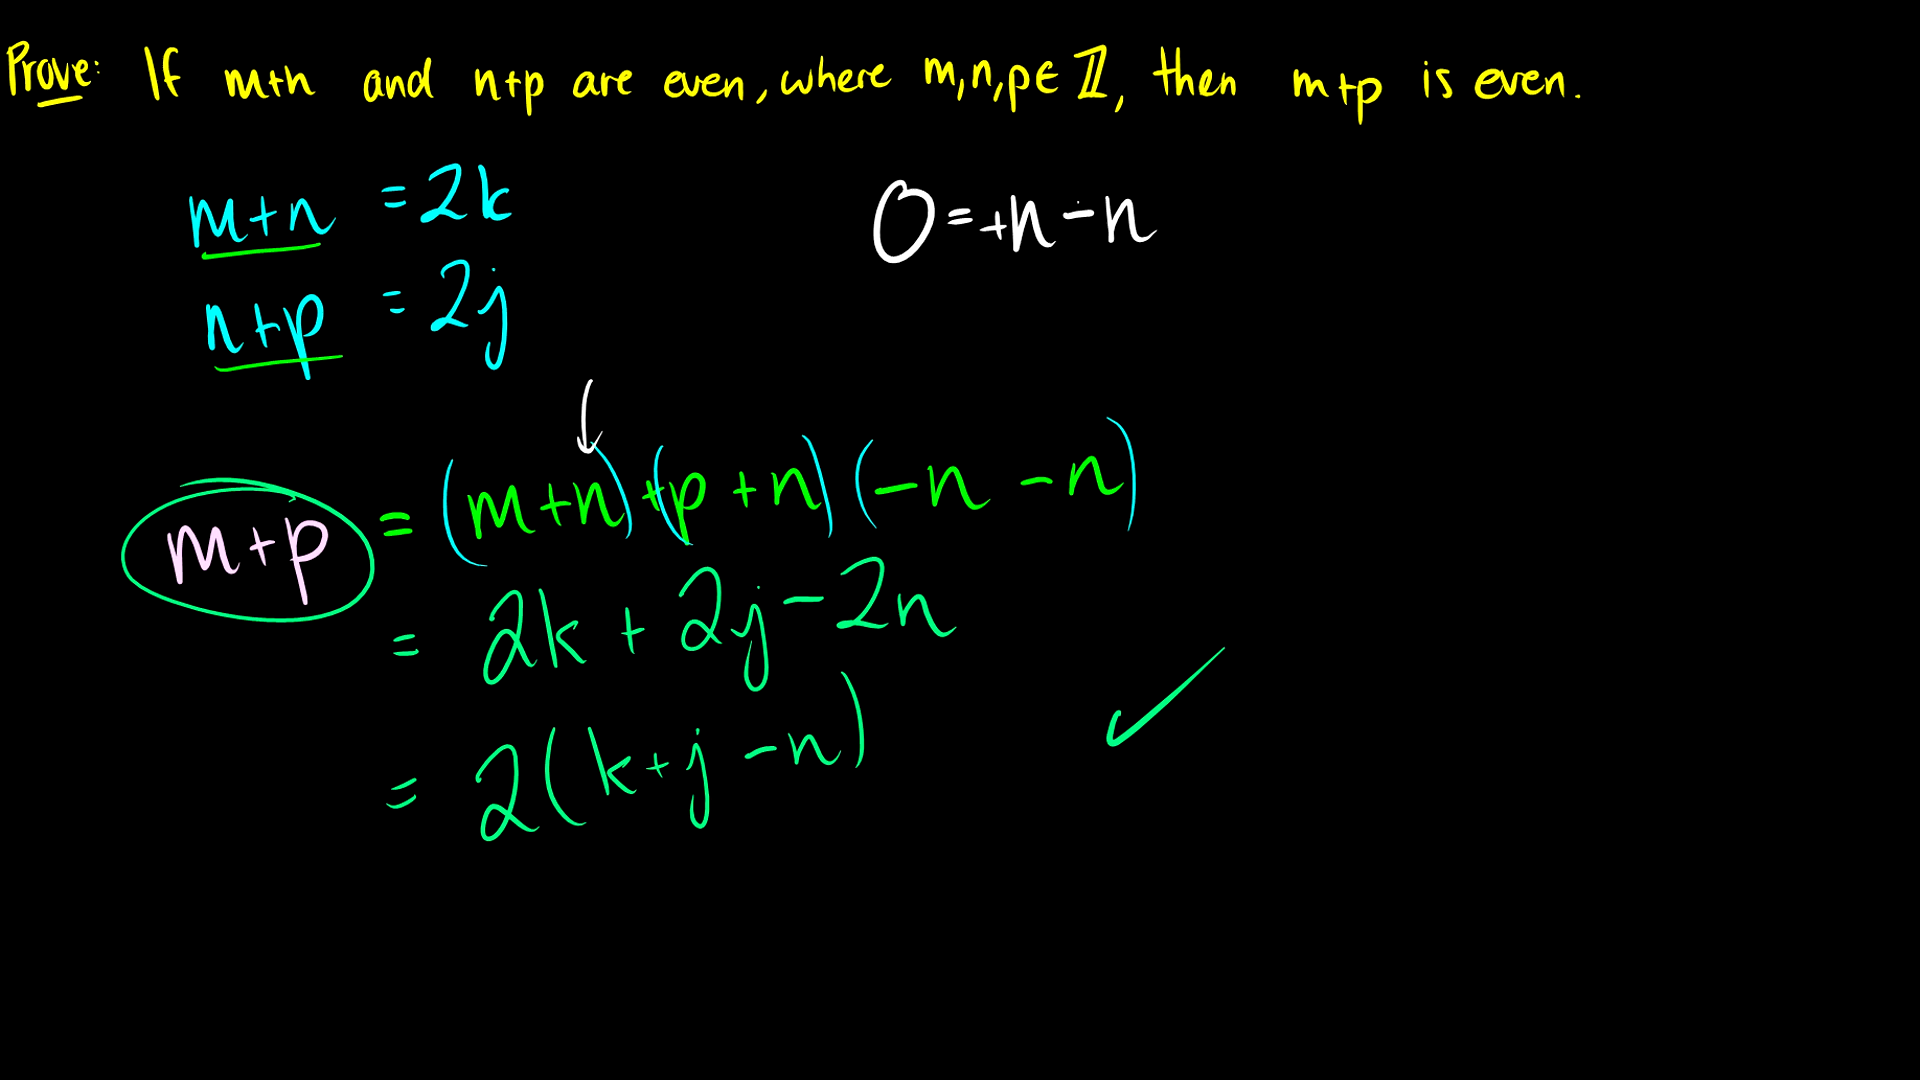 Prove: If m+n and n+p are even, where m,n,p∈ℤ, then m+p is even.
m+n = 2k
0=+n-n
n+p = 2j
m+p = (m+n)+(p+n)(-n-n)
= 2k+2j-2n
= 2(k+j-n)